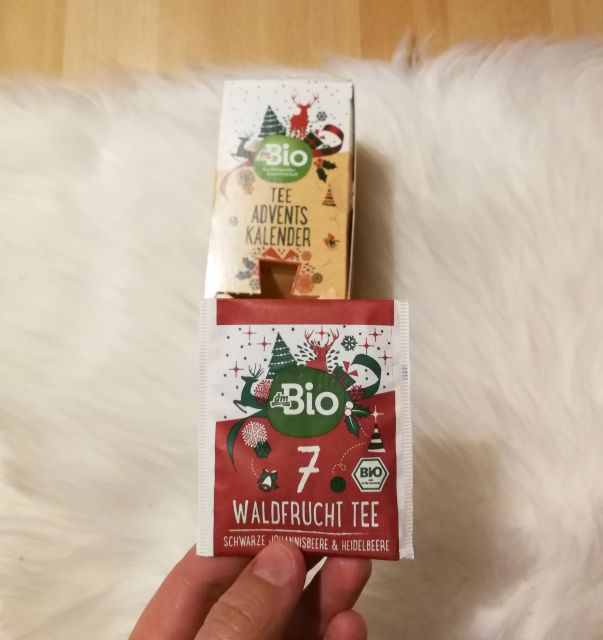 dmBio
TEE
ADVENTS
KALENDER
dmBio
7
BIO
WALDFRUCHT TEE
SCHWARZE JOHANNISBEERE & HEIDELBEERE